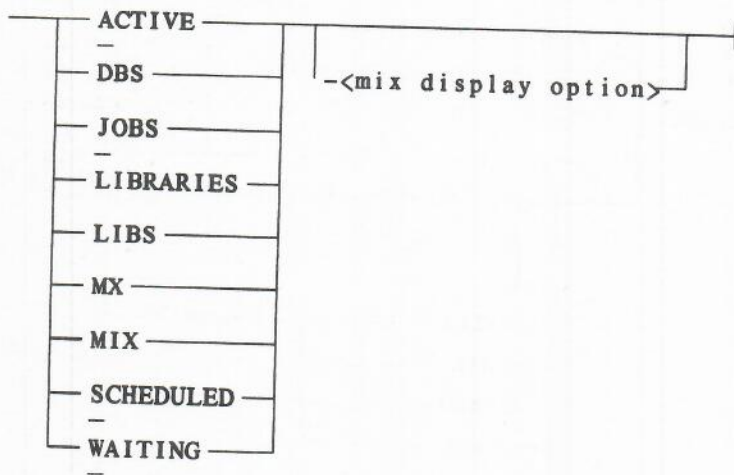 ACTIVE
DBS
-<mix display option>
JOBS
LIBRARIES
LIBS
MX
MIX
SCHEDULED
WAITING